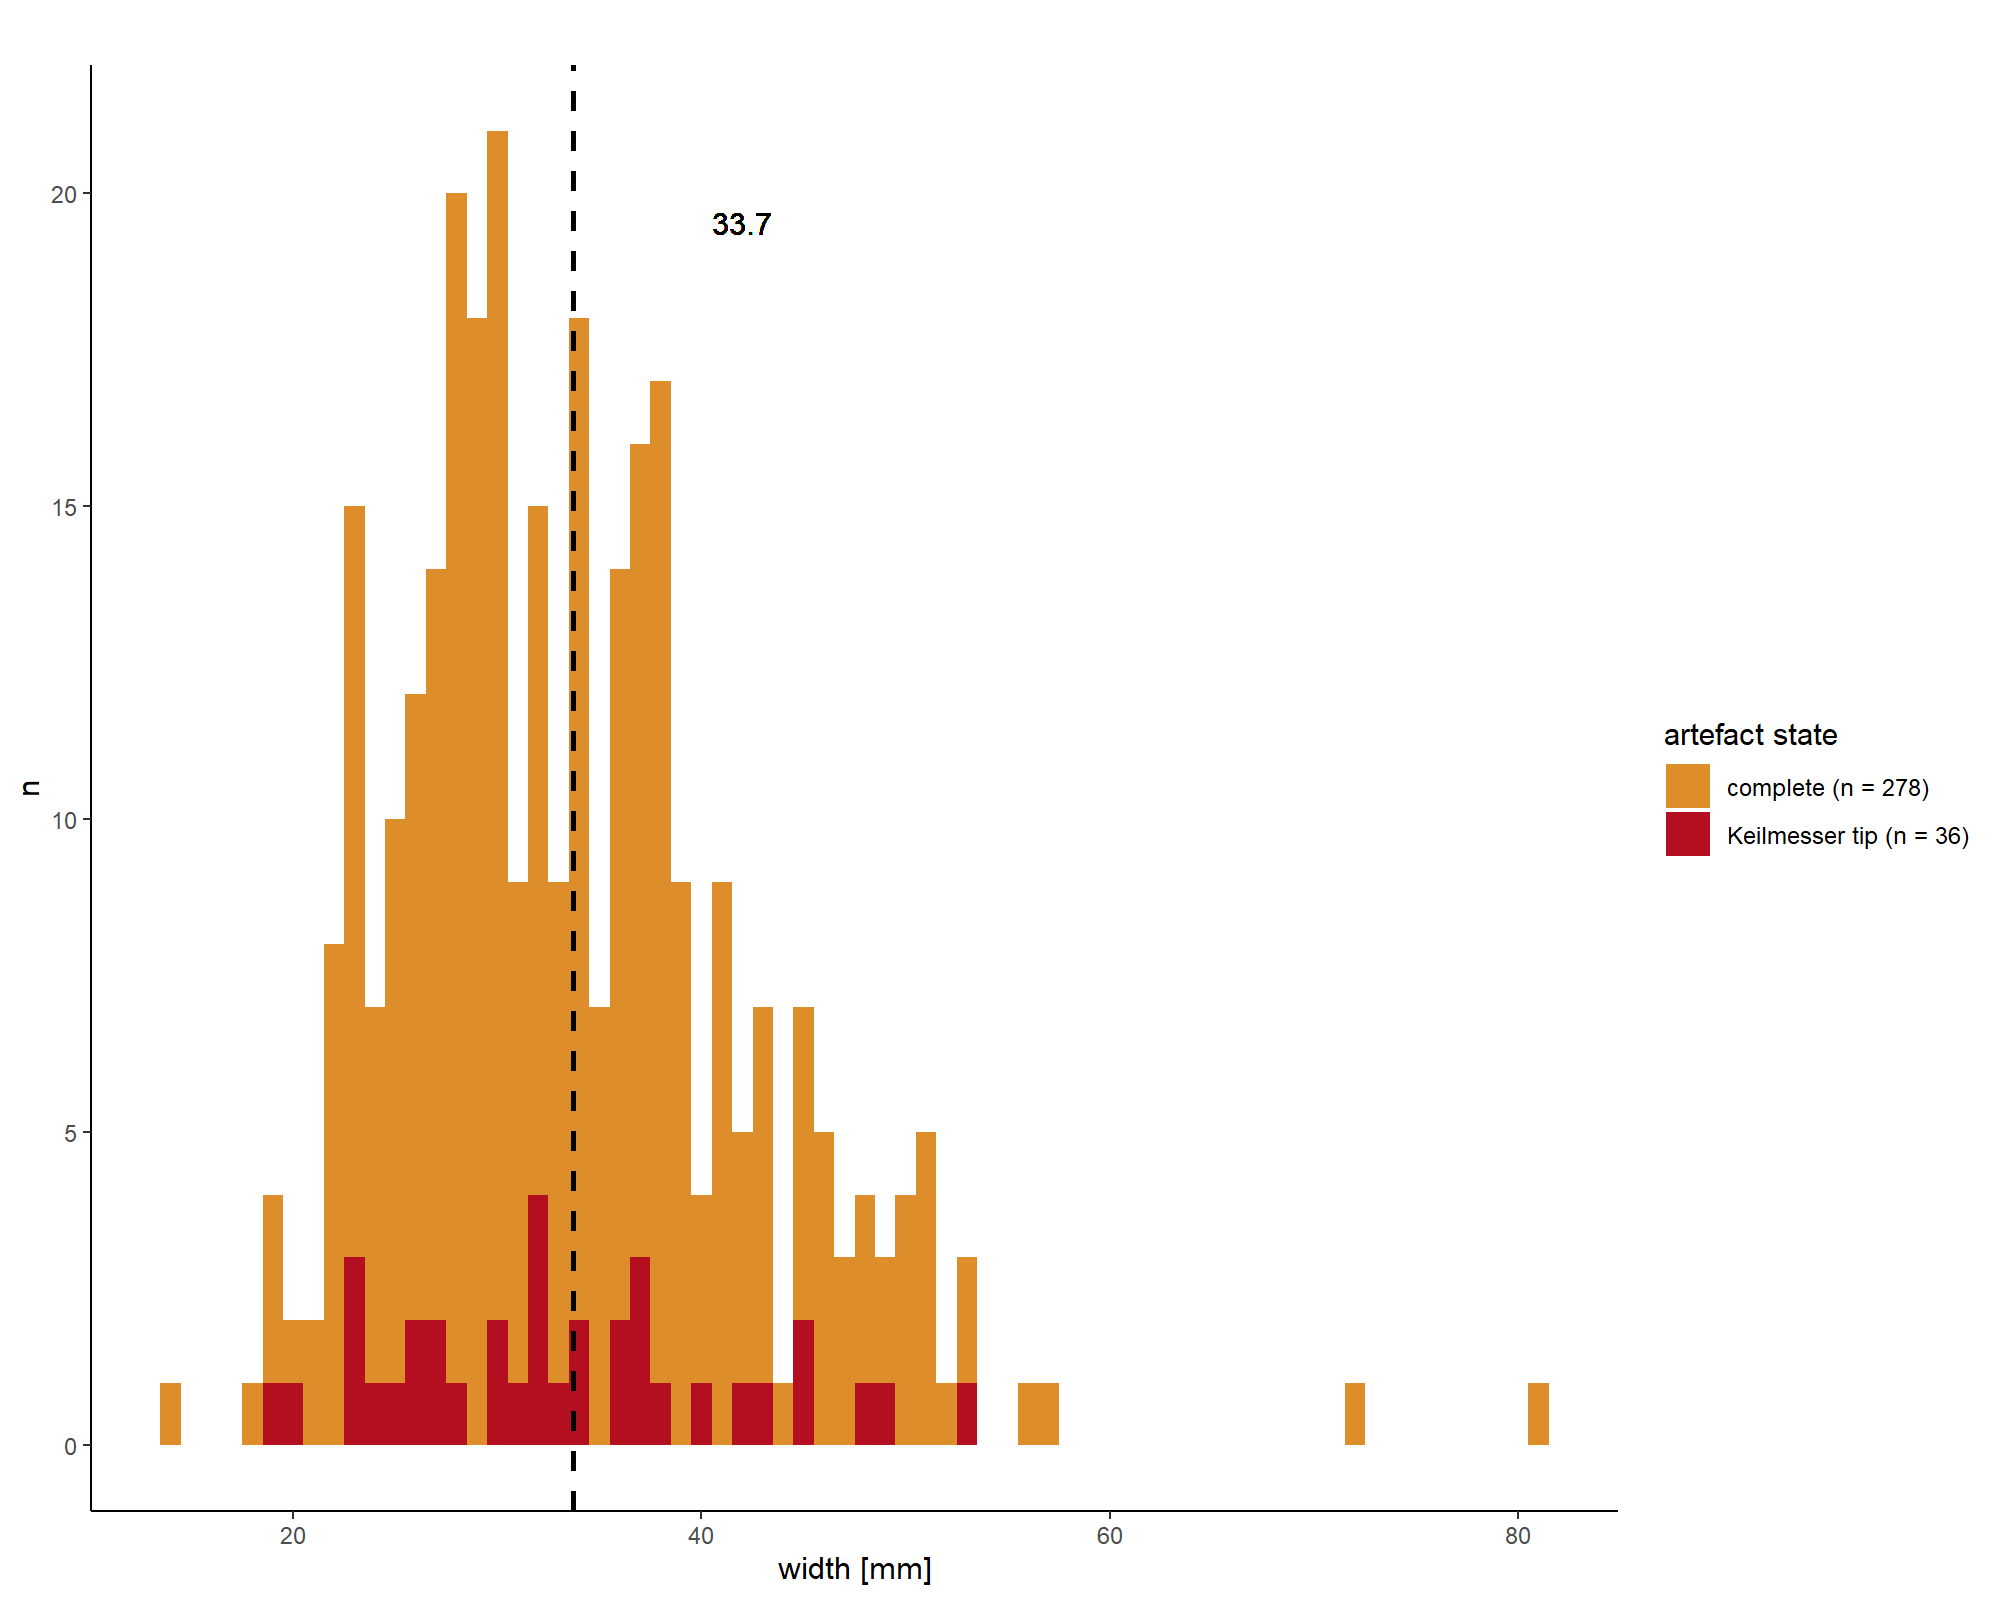 33.7
n
20
15
10
5
0
20
40
60
80
width [mm]
artefact state
complete (n = 278)
Keilmesser tip (n = 36)